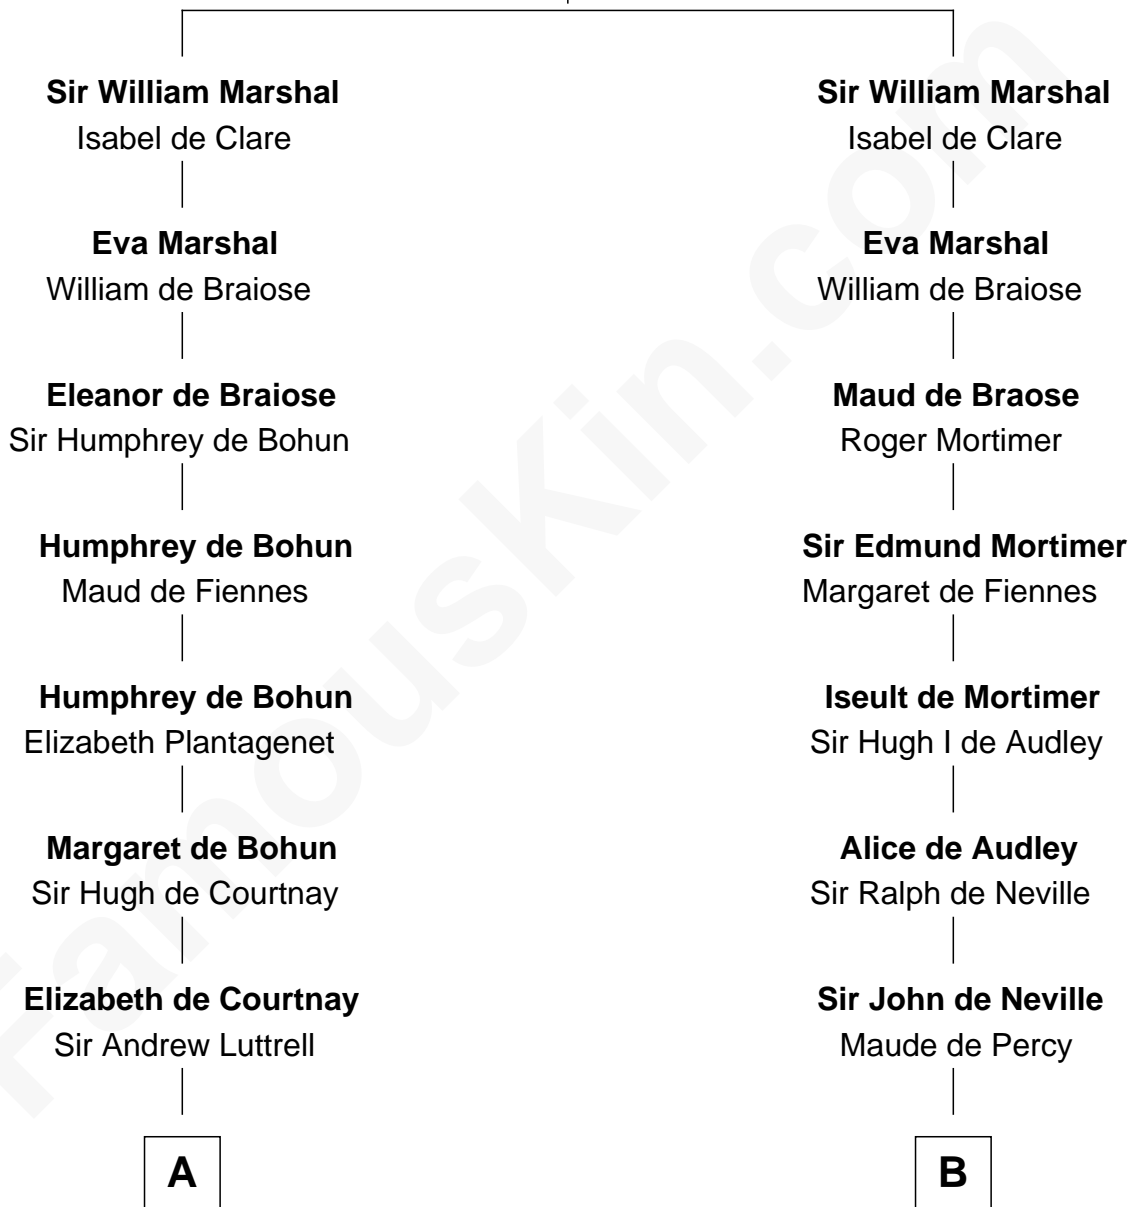 Sir William Marshal
Isabel de Clare
Eva Marshal
William de Braiose
Eleanor de Braiose
Sir Humphrey de Bohun
Humphrey de Bohun
Maud de Fiennes
Humphrey de Bohun
Elizabeth Plantagenet
Margaret de Bohun
Sir Hugh de Courtnay
Elizabeth de Courtnay
Sir Andrew Luttrell
A
Sir William Marshal
Isabel de Clare
Eva Marshal
William de Braiose
Maud de Braose
Roger Mortimer
Sir Edmund Mortimer
Margaret de Fiennes
Iseult de Mortimer
Sir Hugh I de Audley
Alice de Audley
Sir Ralph de Neville
Sir John de Neville
Maude de Percy
B
FamousKin.com